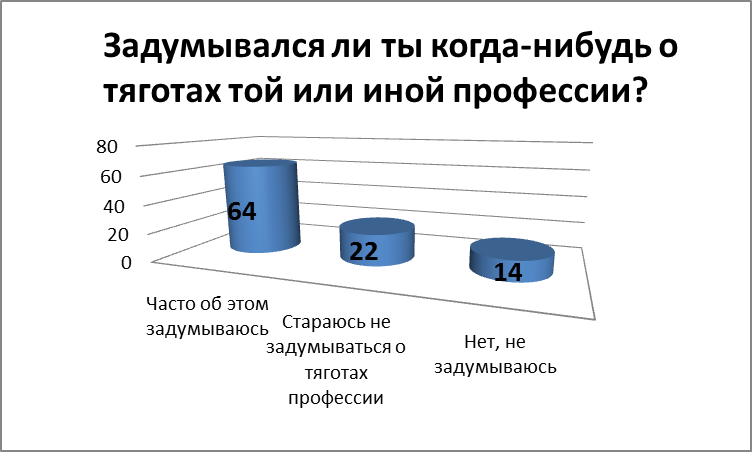 Задумывался ли ты когда-нибудь о
тяготах той или иной профессии?
80
60
40
20
0
64
22
14
Часто об этом
задумываюсь
Стараюсь не
задумываться о
тяготах
профессии
Нет, не
задумываюсь